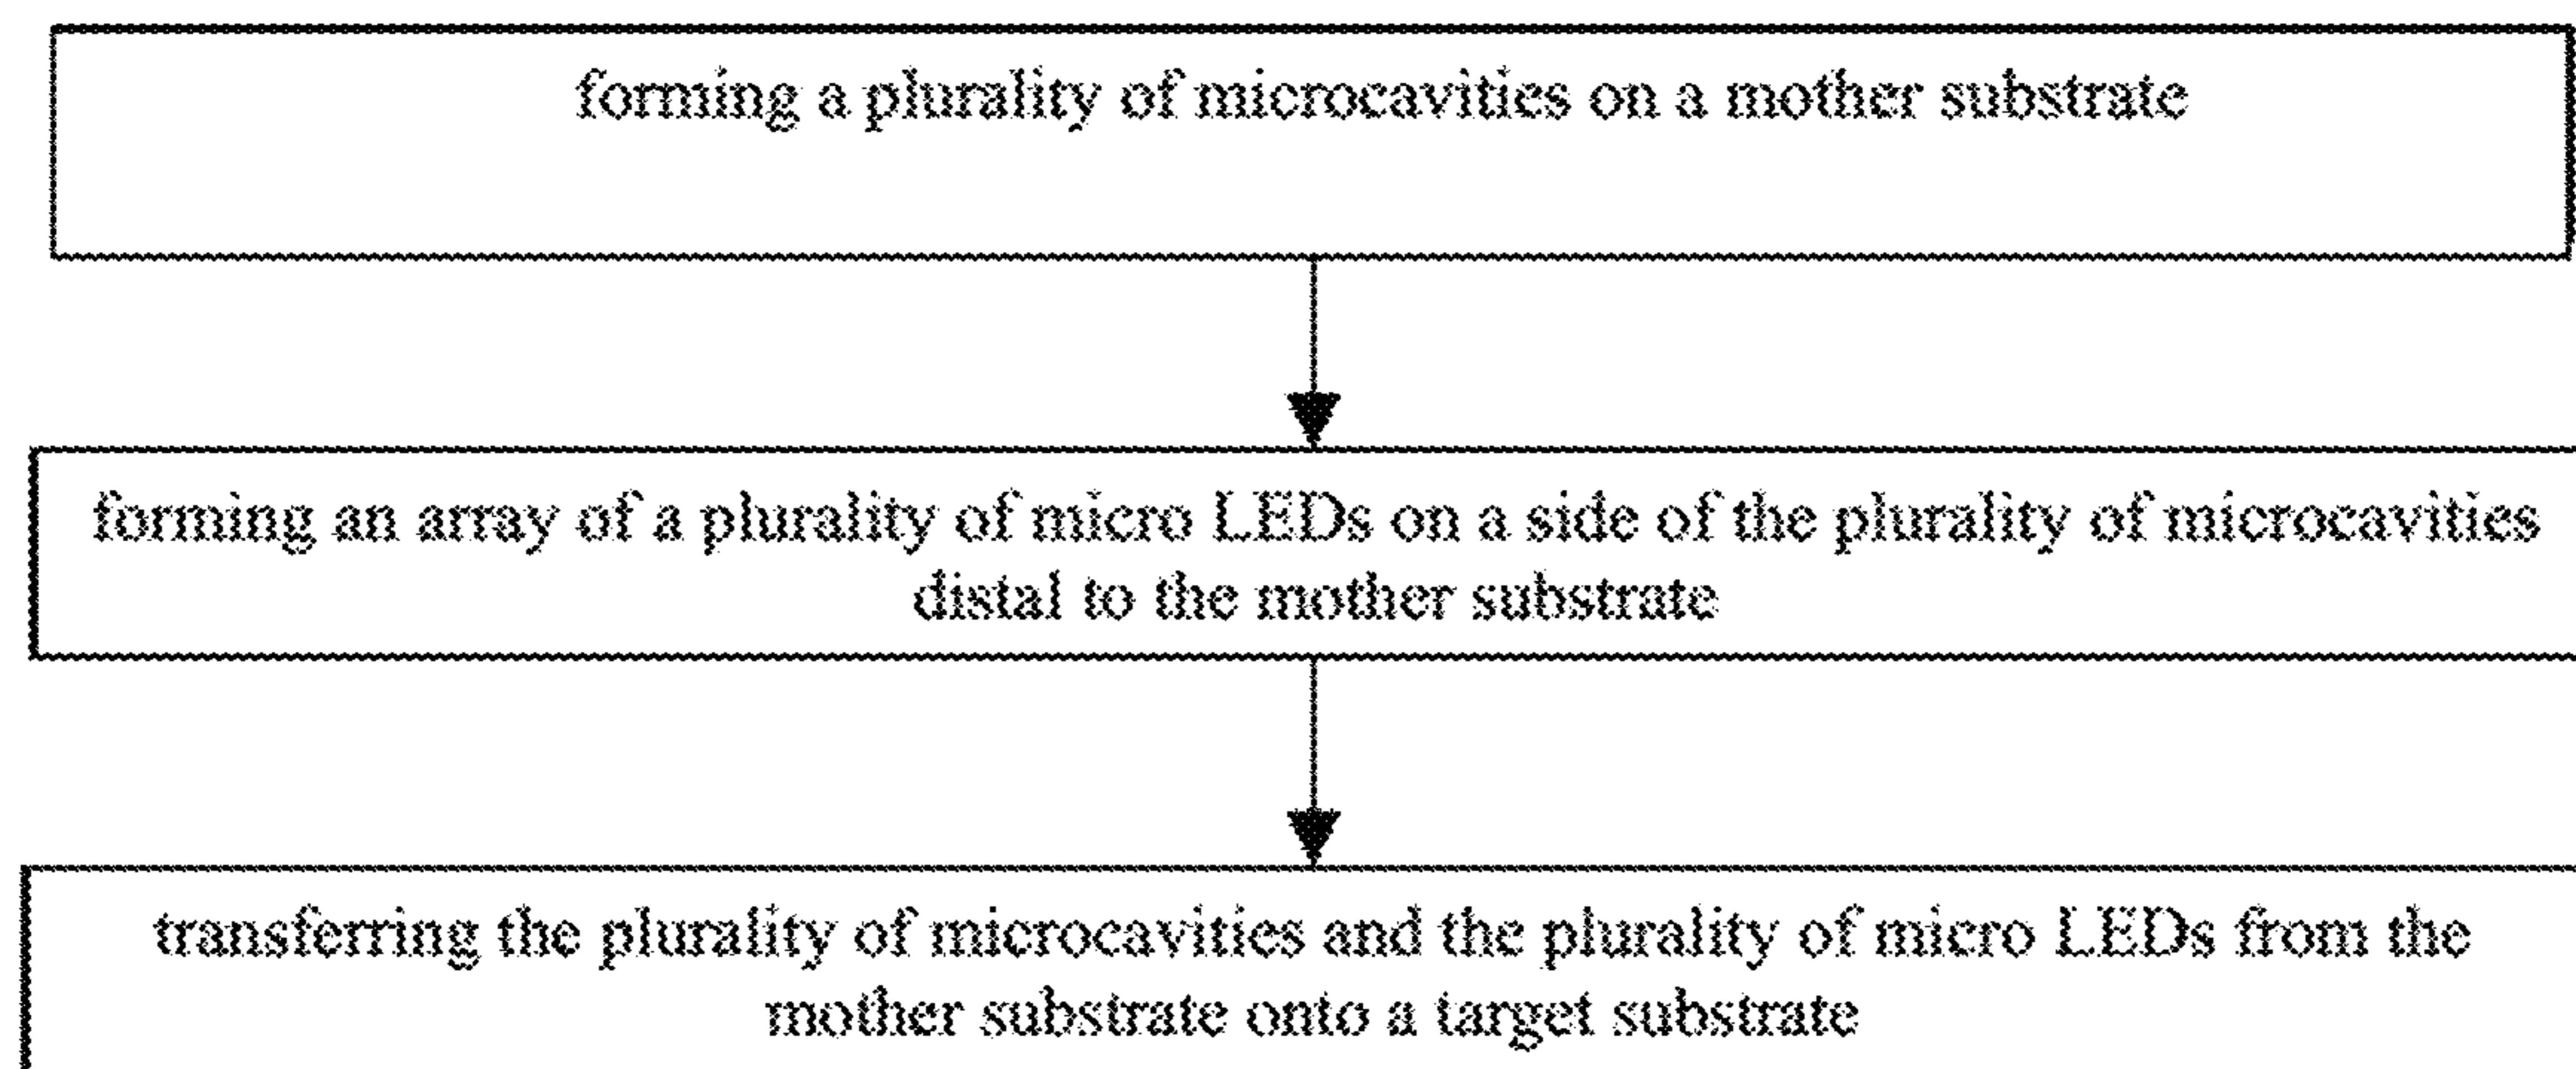 forming a plurality of microcavities on a mother substrate
forming an array of a plurality of micro LEDs on a side of the plurality of microcavities
distal to the mother substrate
transferring the plurality of microcavities and the plurality of micro LEDs from the
mother substrate onto a target substrate